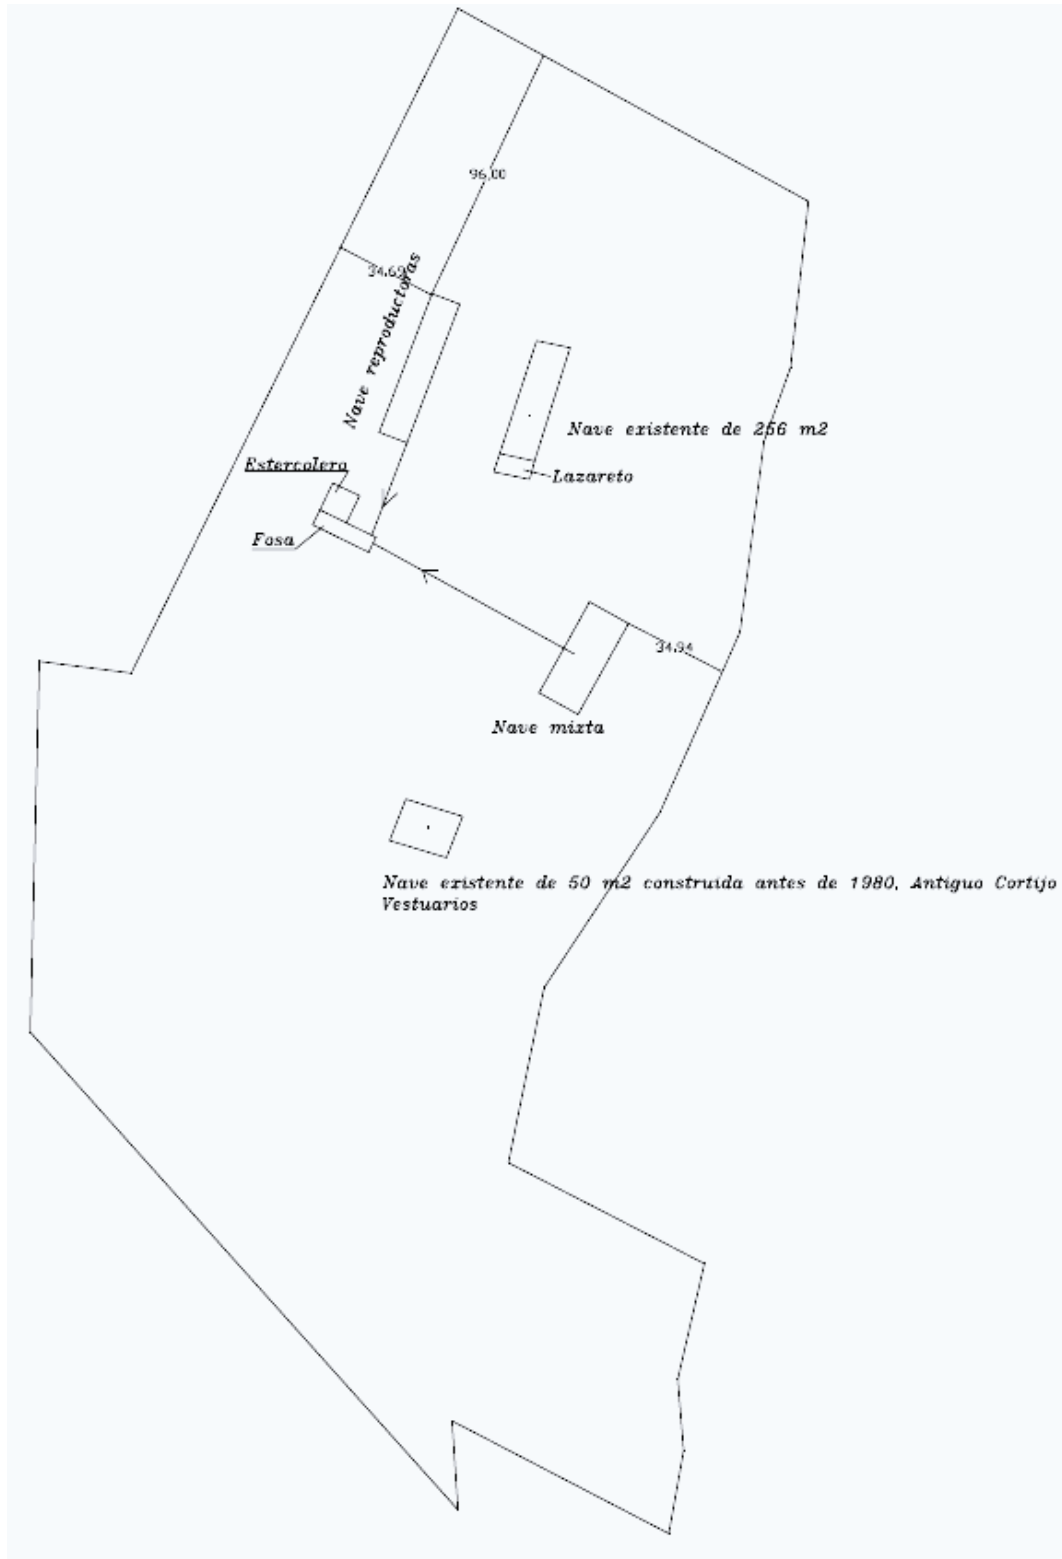 96,00
34.69
Nave reproductoras
Nave existente de 256 m2
Estercolero
Lazareto
Fosa
34.94
Nave mixta
Nave existente de 50 m2 construida antes de 1980, Antiguo Cortijo
Vestuarios